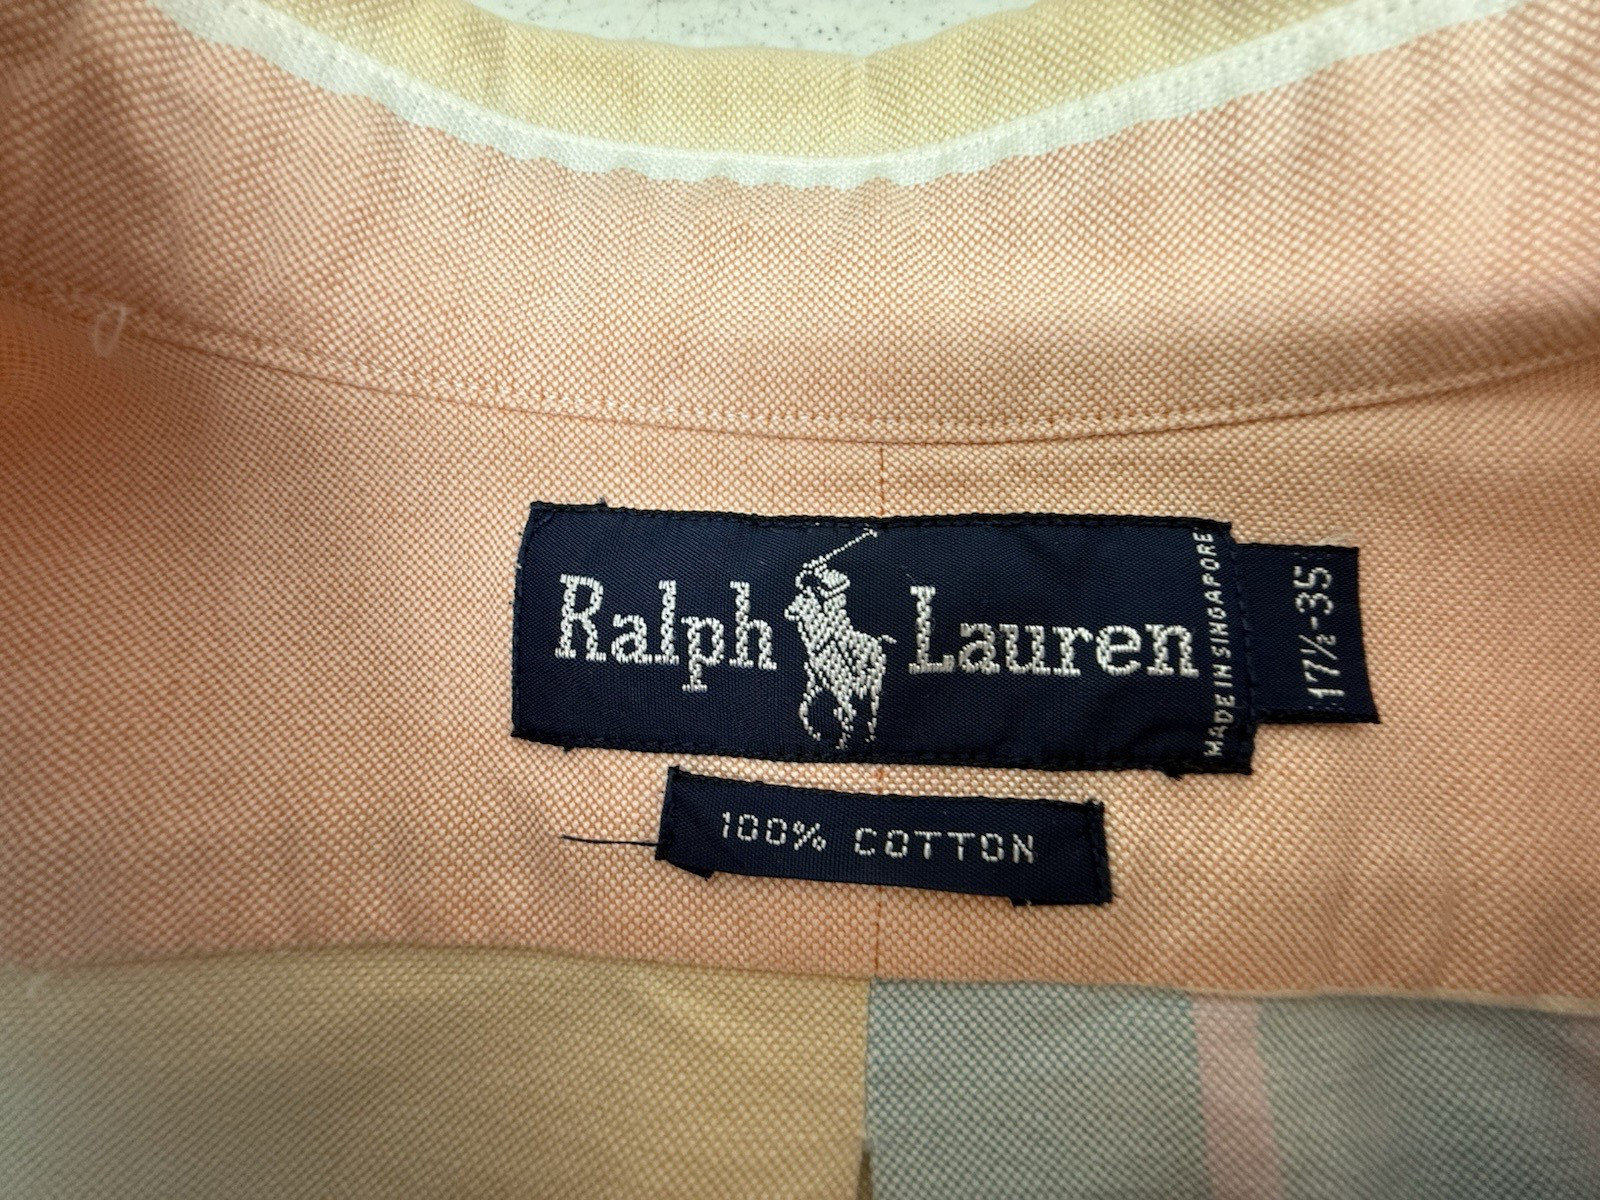 Ralph Lauren
MADE IN SINGAPORE
17½-35
100% COTTON